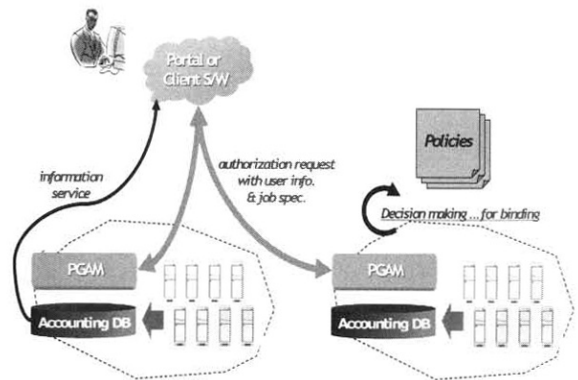 Portal or
Client S/W
authorization request
with user info.
& job spec.
information
service
Policies
Decision making ... for binding
PGAM
Accounting DB
PGAM
Accounting DB